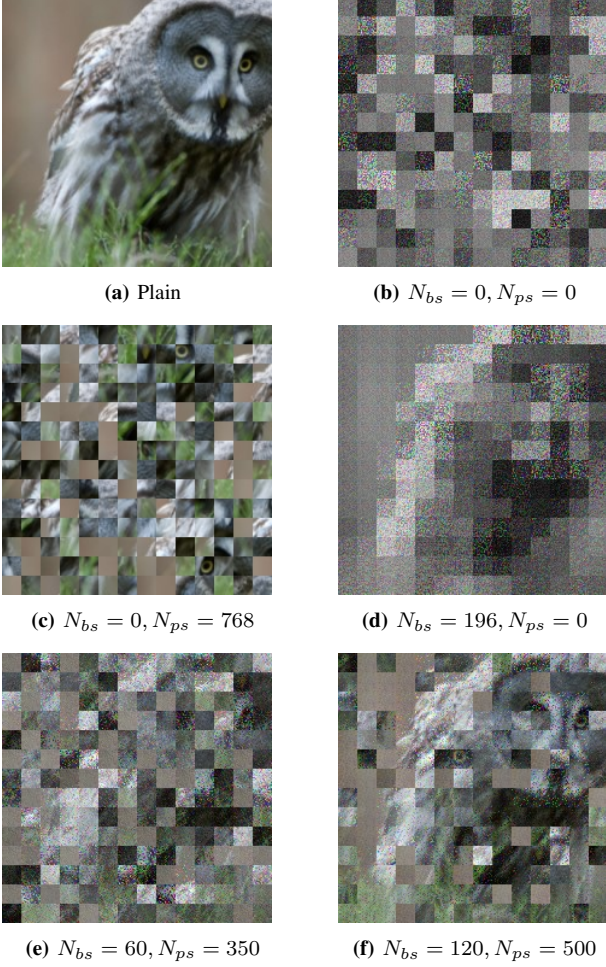 (a) Plain
(b) $N_{bs} = 0, N_{ps} = 0$
(c) $N_{bs} = 0, N_{ps} = 768$
(d) $N_{bs} = 196, N_{ps} = 0$
(e) $N_{bs} = 60, N_{ps} = 350$
(f) $N_{bs} = 120, N_{ps} = 500$